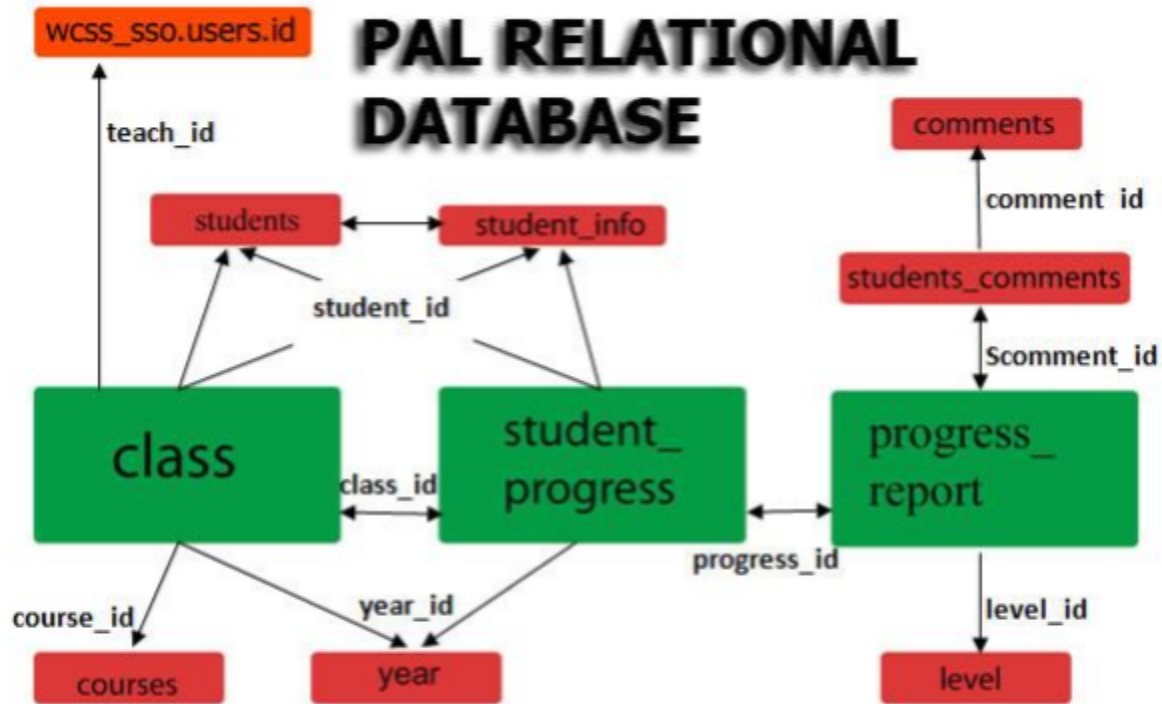 wcss_sso.users.id
PAL RELATIONAL
DATABASE
teach_id
comments
comment_id
students
student_info
students_comments
student_id
Scomment_id
class
student_
progress
progress_
report
class_id
progress_id
course_id
year_id
level_id
courses
year
level